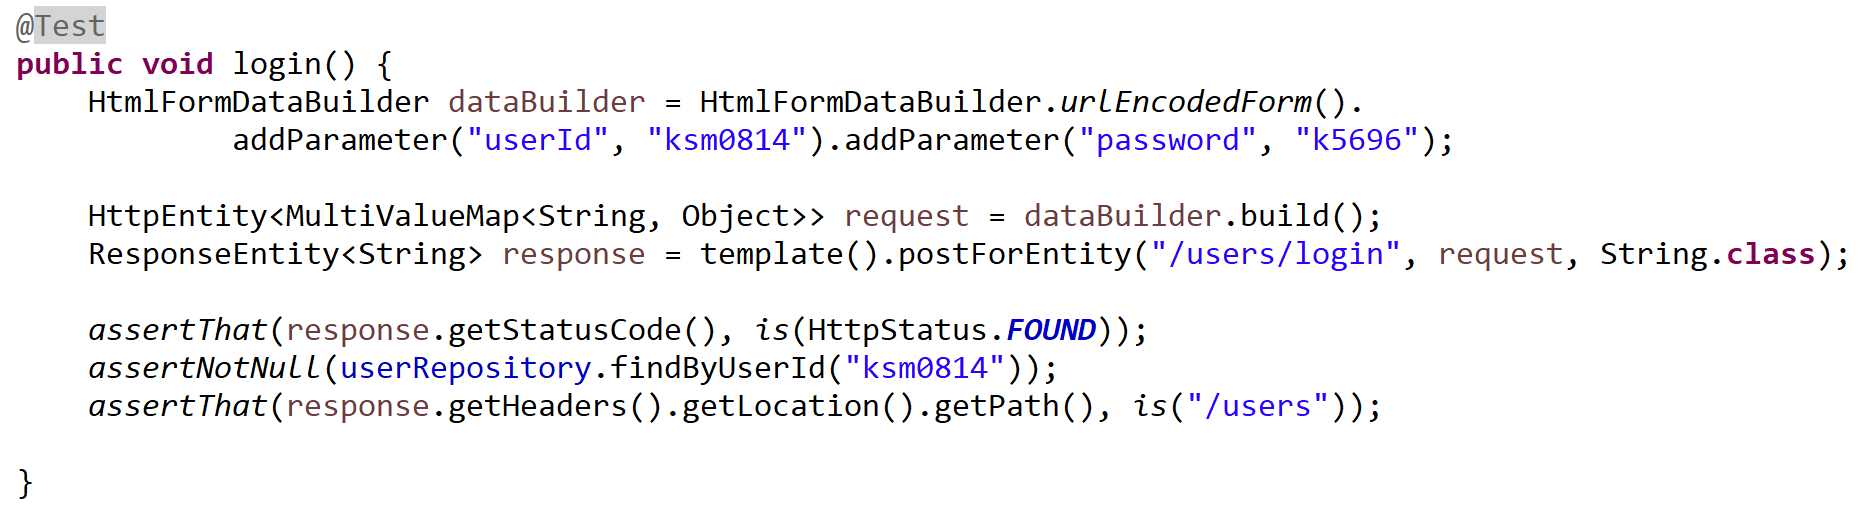 @Test
public void login() {
    HtmlFormDataBuilder dataBuilder = HtmlFormDataBuilder.urlEncodedForm().
            addParameter("userId", "ksm0814").addParameter("password", "k5696");

    HttpEntity<MultiValueMap<String, Object>> request = dataBuilder.build();
    ResponseEntity<String> response = template().postForEntity("/users/login", request, String.class);

    assertThat(response.getStatusCode(), is(HttpStatus.FOUND));
    assertNotNull(userRepository.findByUserId("ksm0814"));
    assertThat(response.getHeaders().getLocation().getPath(), is("/users"));

}